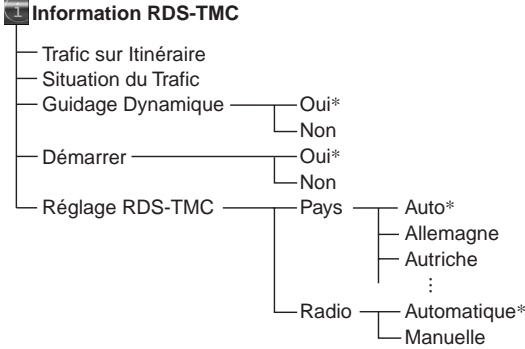 Information RDS-TMC
Trafic sur Itinéraire
Situation du Trafic
Guidage Dynamique Oui*
Non
Démarrer Oui*
Non
Réglage RDS-TMC Pays Auto*
Allemagne
Autriche
⋮
Radio Automatique*
Manuelle